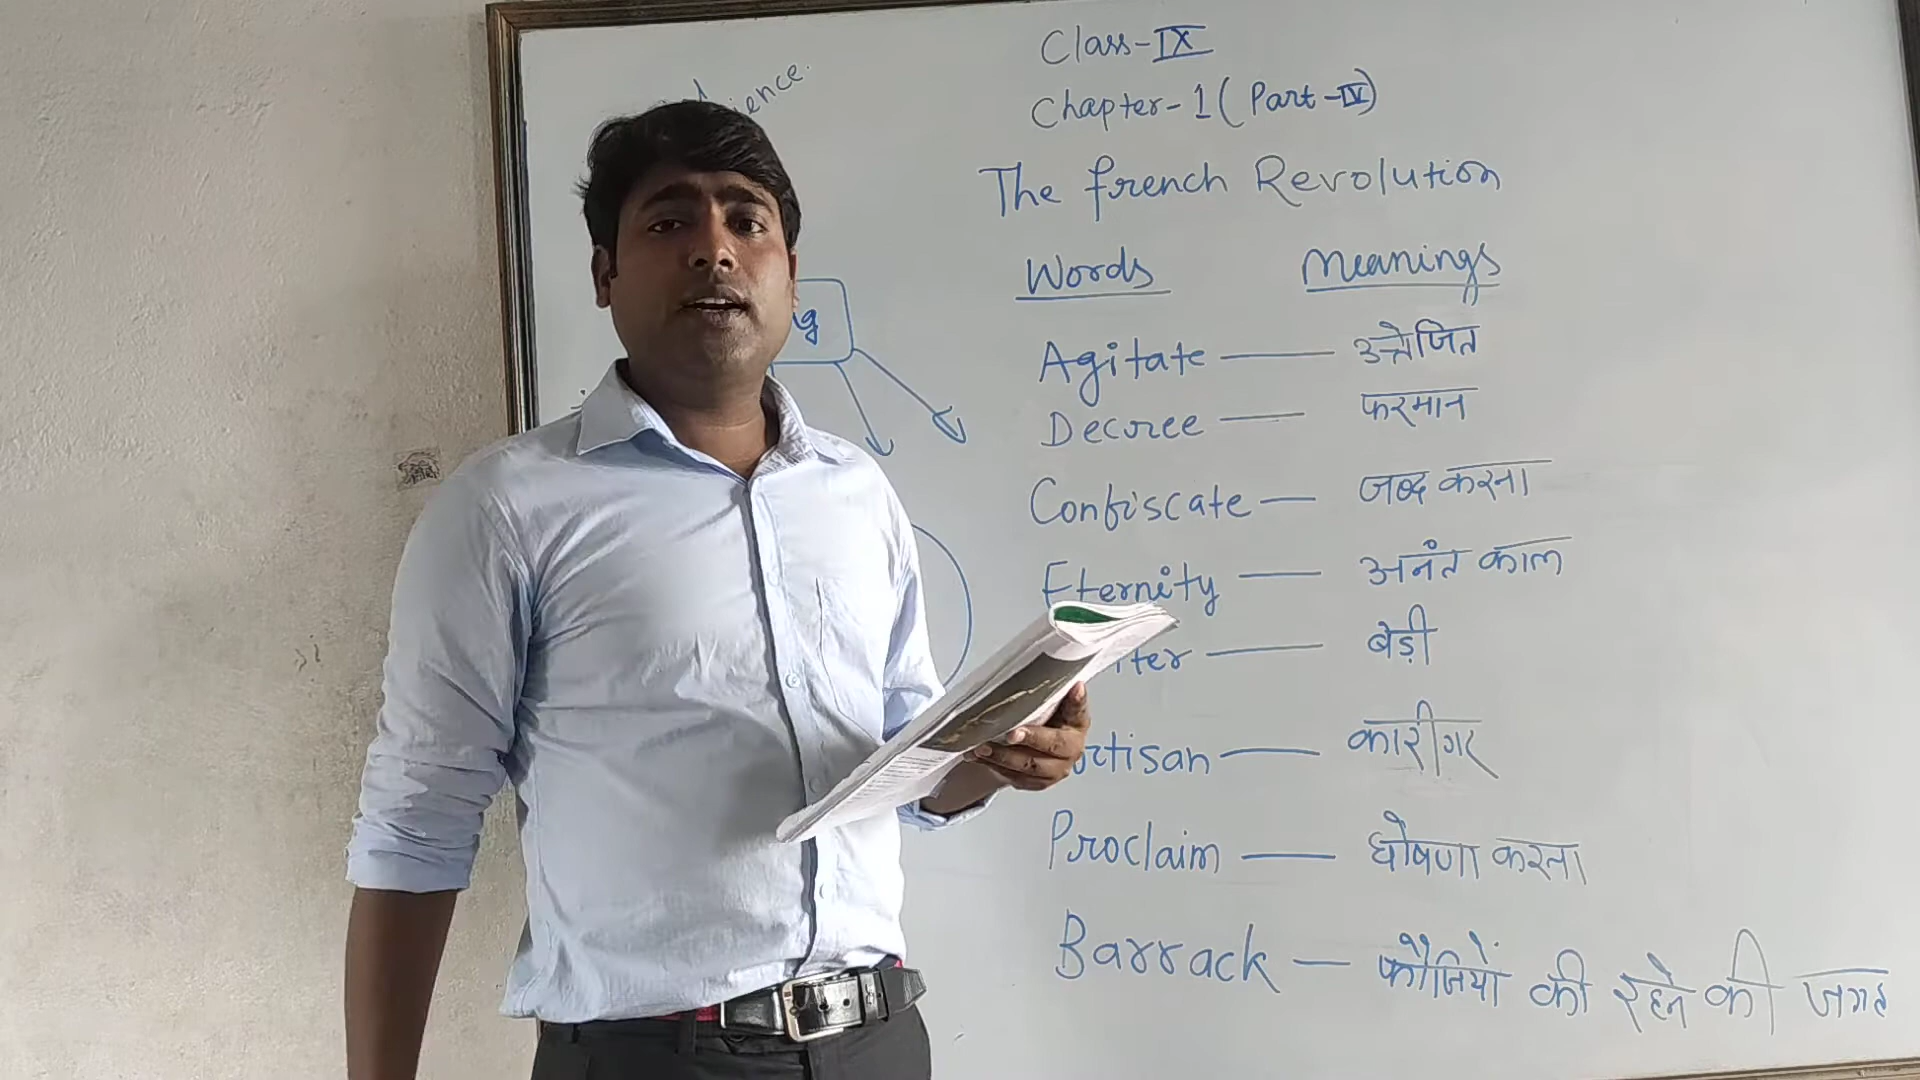 Class-IX
Chapter-1 (Part-IV)
The french Revolution
Words Meanings
Agitate — उत्तेजित
Decree — फरमान
Confiscate — जब्द करना
Eternity — अनंत काल
बेड़ी
कारीगर
Proclaim — घोषणा करना
Barrack — फौजियों की रहने की जगह